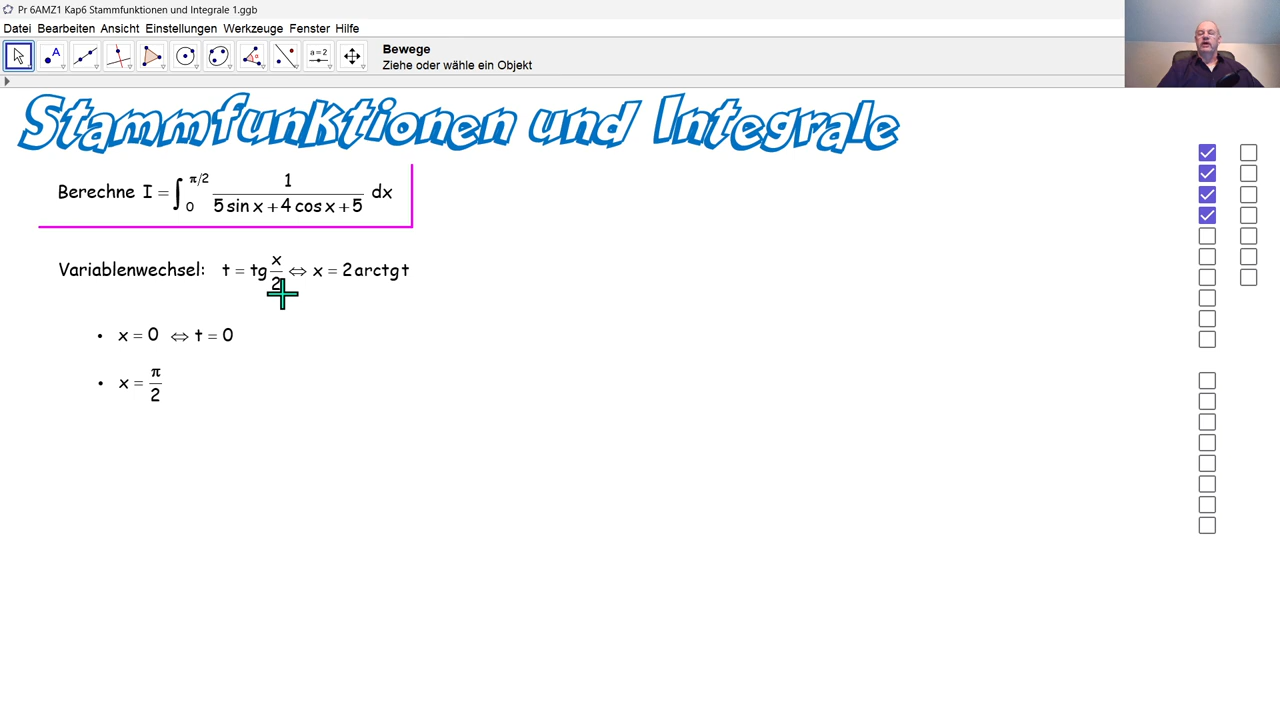 Pr 6AMZ1 Kap6 Stammfunktionen und Integrale 1.ggb
Datei Bearbeiten Ansicht Einstellungen Werkzeuge Fenster Hilfe
A
a=2
Bewege
Ziehe oder wähle ein Objekt
Stammfunktionen und Integrale
Berechne I = ∫₀^{π/2} 1/(5 sin x + 4 cos x + 5) dx
Variablenwechsel: t = tg x/2 ⇔ x = 2 arctg t
• x = 0 ⇔ t = 0
• x = π/2